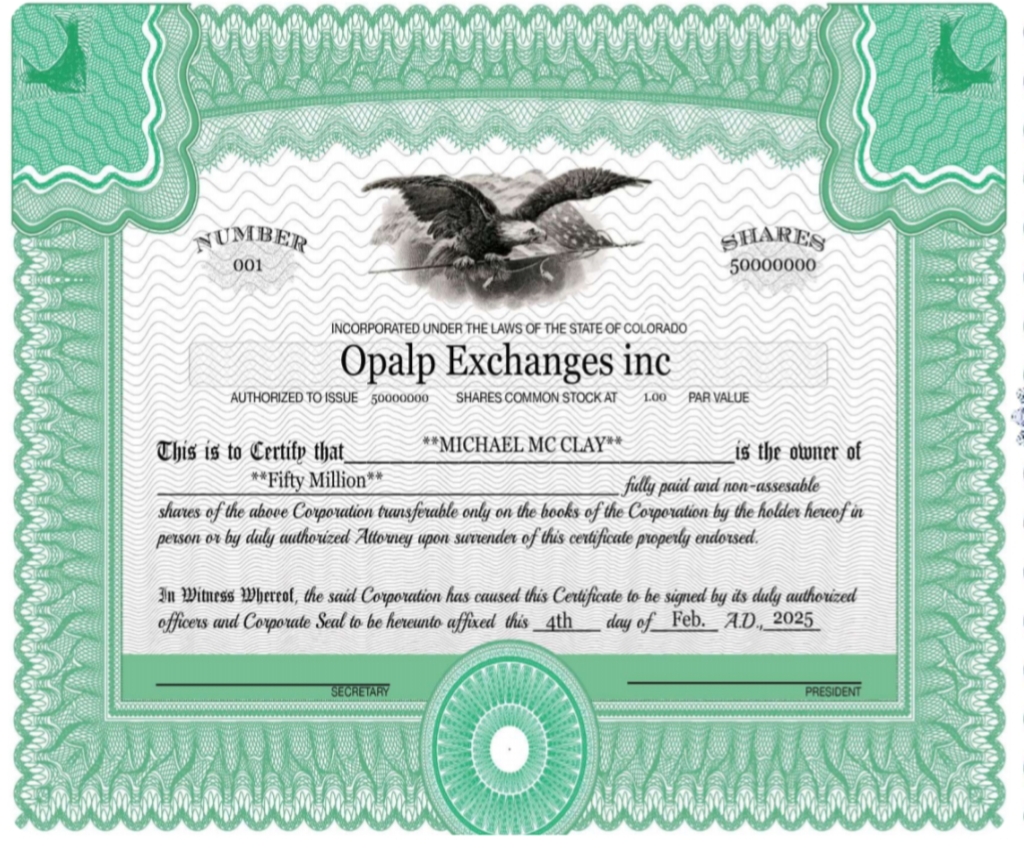 NUMBER
001
SHARES
50000000
INCORPORATED UNDER THE LAWS OF THE STATE OF COLORADO
Opalp Exchanges inc
AUTHORIZED TO ISSUE 50000000 SHARES COMMON STOCK AT 1.00 PAR VALUE
This is to Certify that **MICHAEL MC CLAY** is the owner of
**Fifty Million** fully paid and non-assesable
shares of the above Corporation transferable only on the books of the Corporation by the holder hereof in
person or by duly authorized Attorney upon surrender of this certificate properly endorsed.
In Witness Whereof, the said Corporation has caused this Certificate to be signed by its duly authorized
officers and Corporate Seal to be hereunto affixed this 4th day of Feb. A.D., 2025
SECRETARY
PRESIDENT